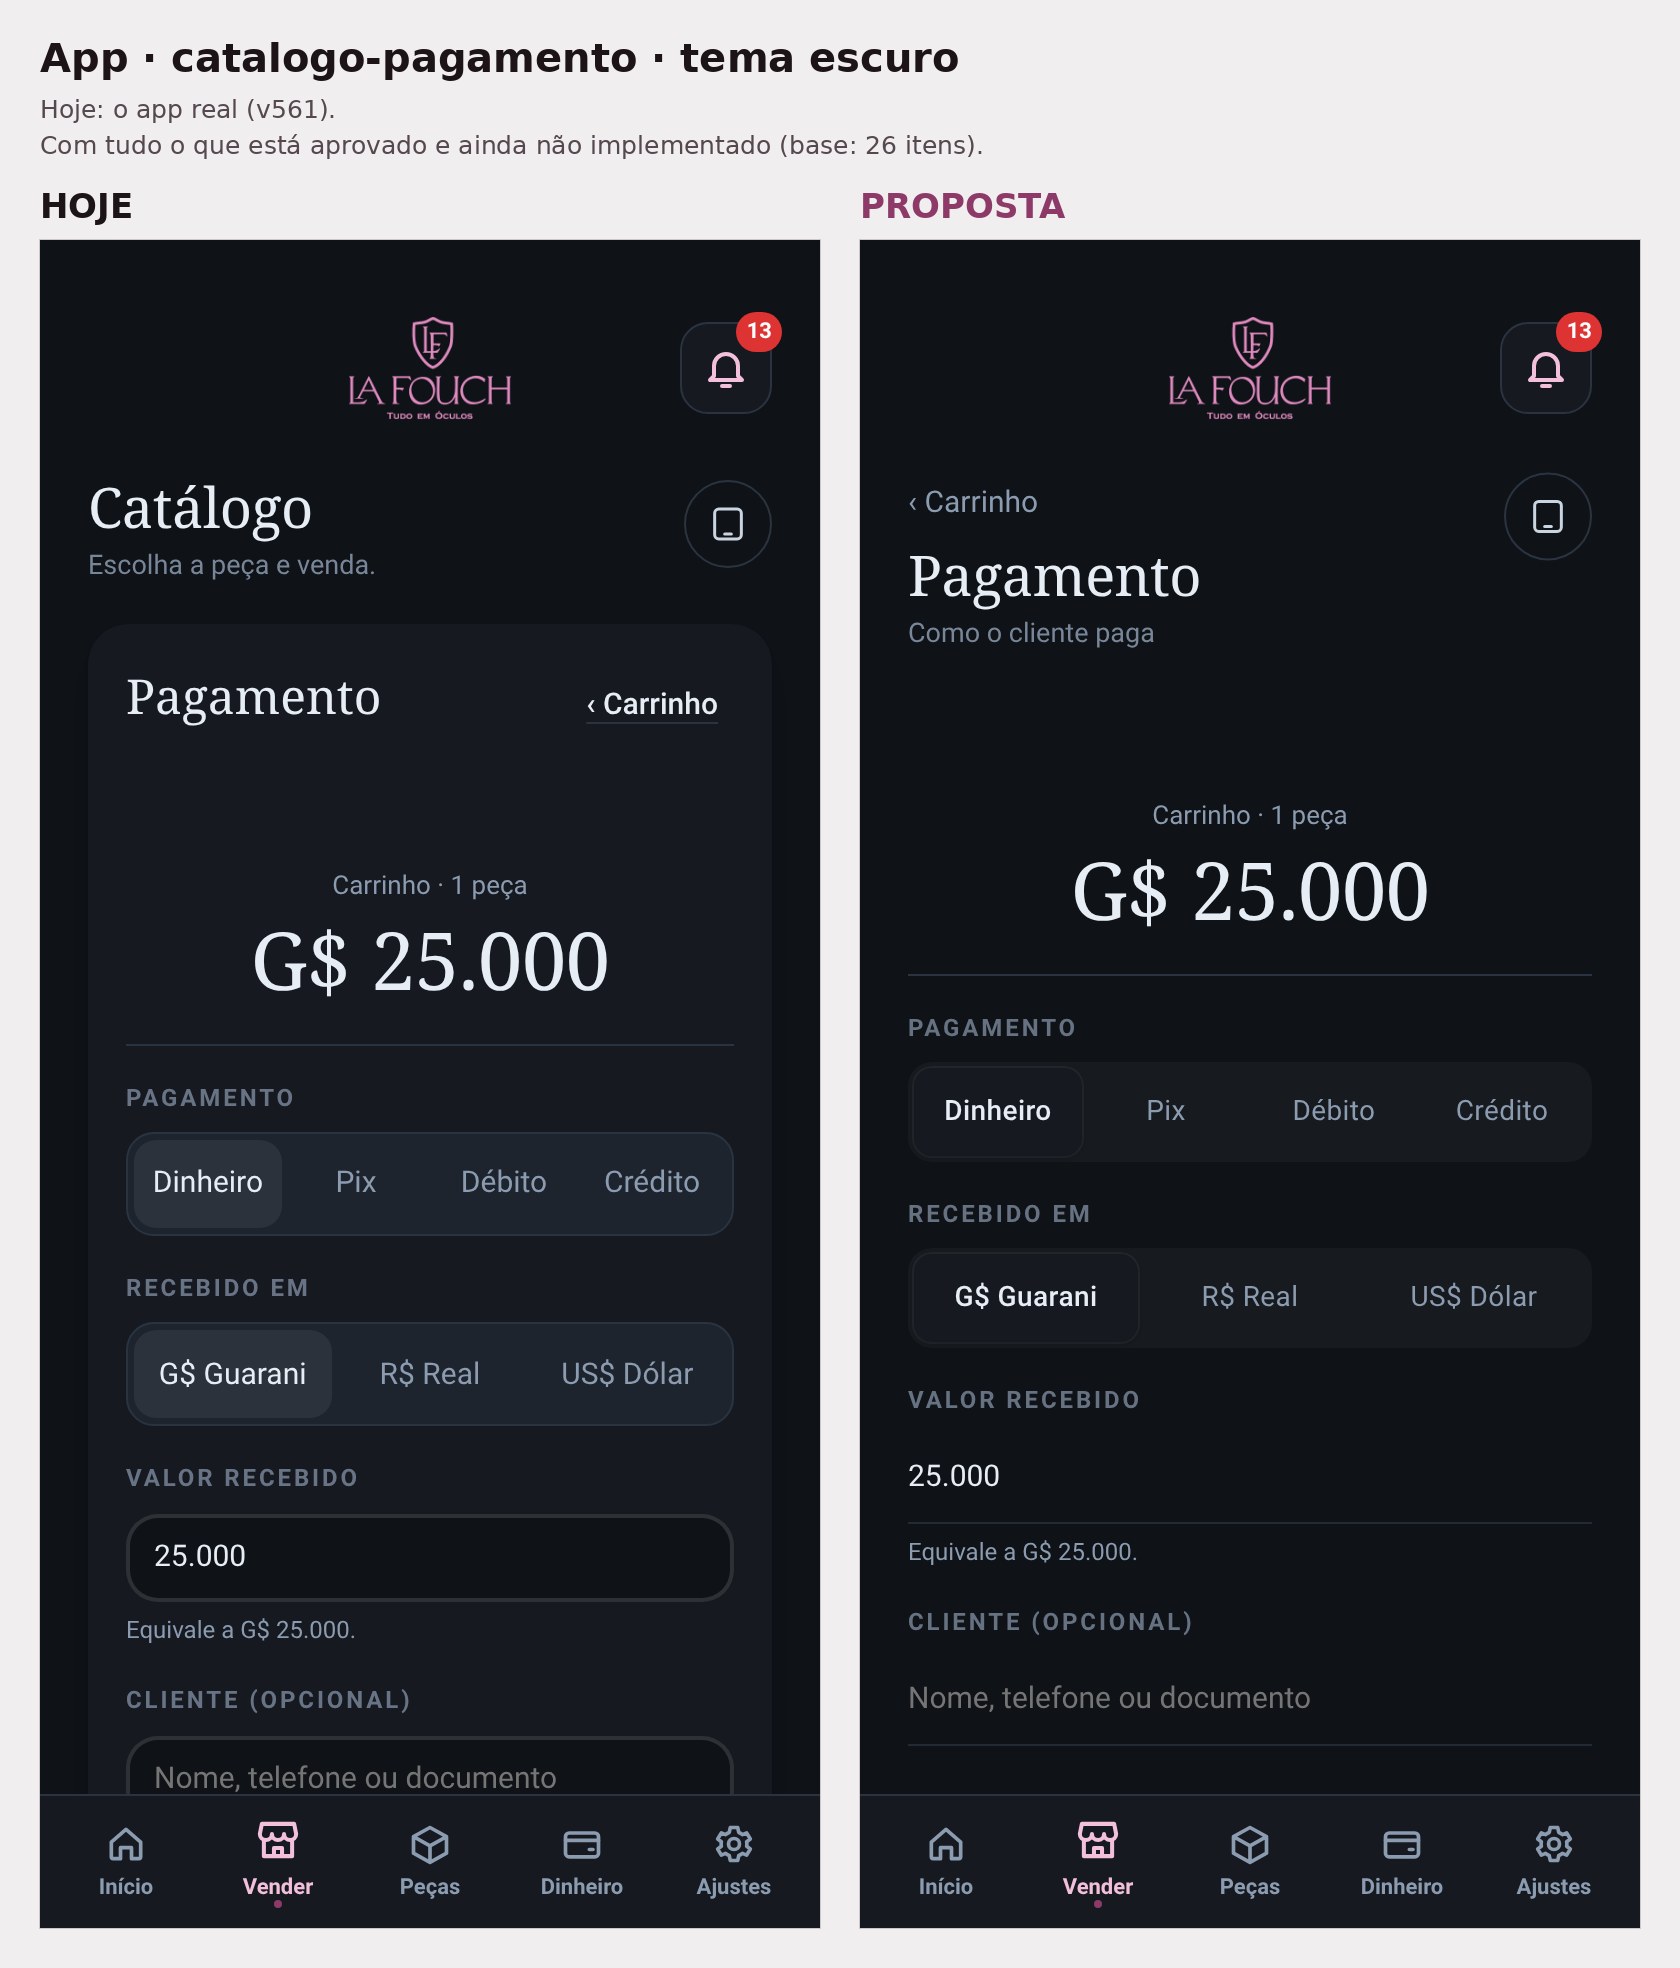 App · catalogo-pagamento · tema escuro
Hoje: o app real (v561).
Com tudo o que está aprovado e ainda não implementado (base: 26 itens).
HOJE
LF
LA FOUCH
TUDO EM ÓCULOS
13
Catálogo
Escolha a peça e venda.
Pagamento
‹ Carrinho
Carrinho · 1 peça
G$ 25.000
PAGAMENTO
Dinheiro Pix Débito Crédito
RECEBIDO EM
G$ Guarani R$ Real US$ Dólar
VALOR RECEBIDO
25.000
Equivale a G$ 25.000.
CLIENTE (OPCIONAL)
Nome, telefone ou documento
Início Vender Peças Dinheiro Ajustes
PROPOSTA
LF
LA FOUCH
TUDO EM ÓCULOS
13
‹ Carrinho
Pagamento
Como o cliente paga
Carrinho · 1 peça
G$ 25.000
PAGAMENTO
Dinheiro Pix Débito Crédito
RECEBIDO EM
G$ Guarani R$ Real US$ Dólar
VALOR RECEBIDO
25.000
Equivale a G$ 25.000.
CLIENTE (OPCIONAL)
Nome, telefone ou documento
Início Vender Peças Dinheiro Ajustes